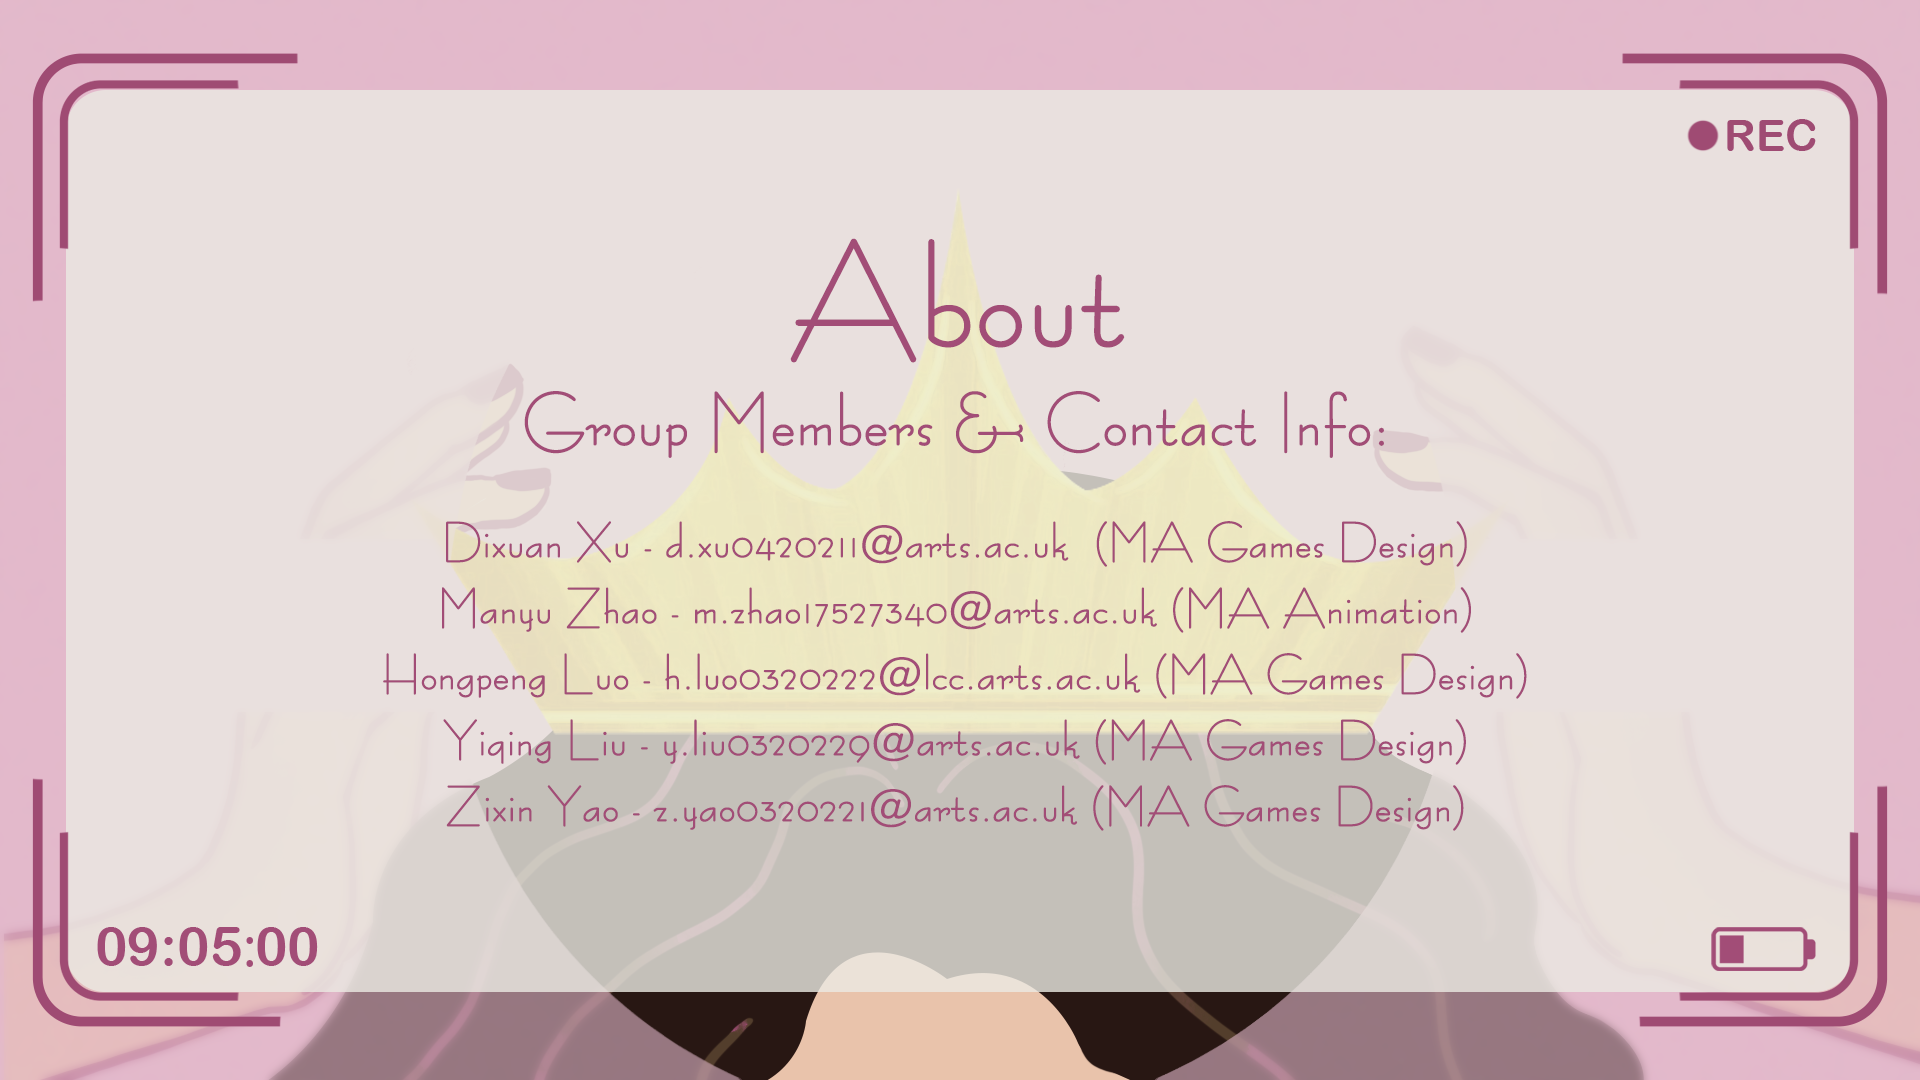 REC
About
Group Members & Contact Info:
Dixuan Xu - d.xu0420211@arts.ac.uk (MA Games Design)
Manyu Zhao - m.zhao17527340@arts.ac.uk (MA Animation)
Hongpeng Luo - h.luo0320222@lcc.arts.ac.uk (MA Games Design)
Yiqing Liu - y.liu0320229@arts.ac.uk (MA Games Design)
Zixin Yao - z.yao0320221@arts.ac.uk (MA Games Design)
09:05:00